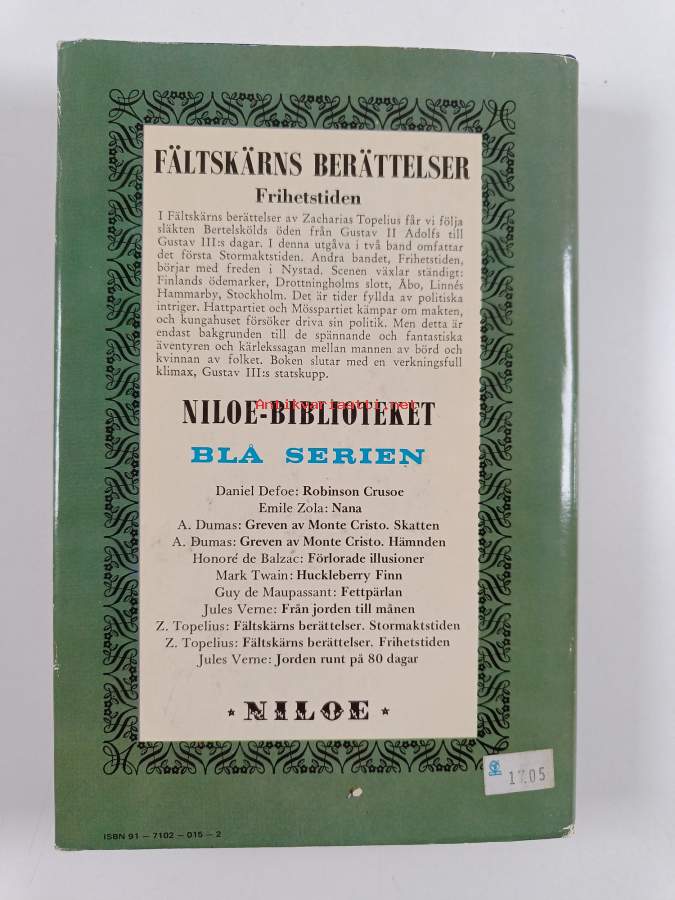 FÄLTSKÄRNS BERÄTTELSER
Frihetstiden
I Fältskärns berättelser av Zacharias Topelius får vi följa
släkten Bertelskölds öden från Gustav II Adolfs till
Gustav III:s dagar. I denna utgåva i två band omfattar
det första Stormaktstiden. Andra bandet, Frihetstiden,
börjar med freden i Nystad. Scenen växlar ständigt:
Finlands ödemarker, Drottningholms slott, Åbo, Linnés
Hammarby, Stockholm. Det är tider fyllda av politiska
intriger. Hattpartiet och Mösspartiet kämpar om makten,
och kungahuset försöker driva sin politik. Men detta är
endast bakgrunden till de spännande och fantastiska
äventyren och kärlekssagan mellan mannen av börd och
kvinnan av folket. Boken slutar med en verkningsfull
klimax, Gustav III:s statskupp.
Antikvariaatti.net
NILOE-BIBLIOTEKET
BLÅ SERIEN
Daniel Defoe: Robinson Crusoe
Emile Zola: Nana
A. Dumas: Greven av Monte Cristo. Skatten
A. Dumas: Greven av Monte Cristo. Hämnden
Honoré de Balzac: Förlorade illusioner
Mark Twain: Huckleberry Finn
Guy de Maupassant: Fettpärlan
Jules Verne: Från jorden till månen
Z. Topelius: Fältskärns berättelser. Stormaktstiden
Z. Topelius: Fältskärns berättelser. Frihetstiden
Jules Verne: Jorden runt på 80 dagar
★ NILOE ★
17.05
ISBN 91 — 7102 — 015 — 2